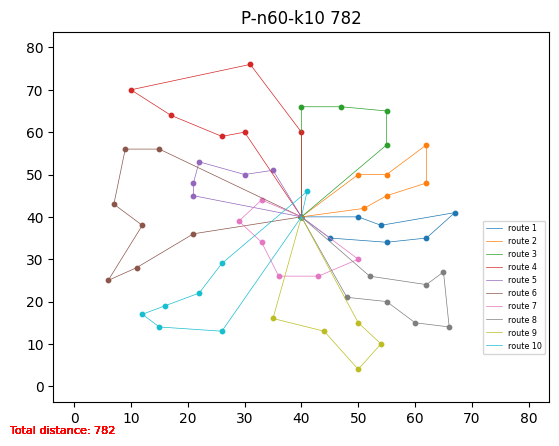 P-n60-k10 782
80
70
60
50
40
30
20
10
0
route 1
route 2
route 3
route 4
route 5
route 6
route 7
route 8
route 9
route 10
0 10 20 30 40 50 60 70 80
Total distance: 782